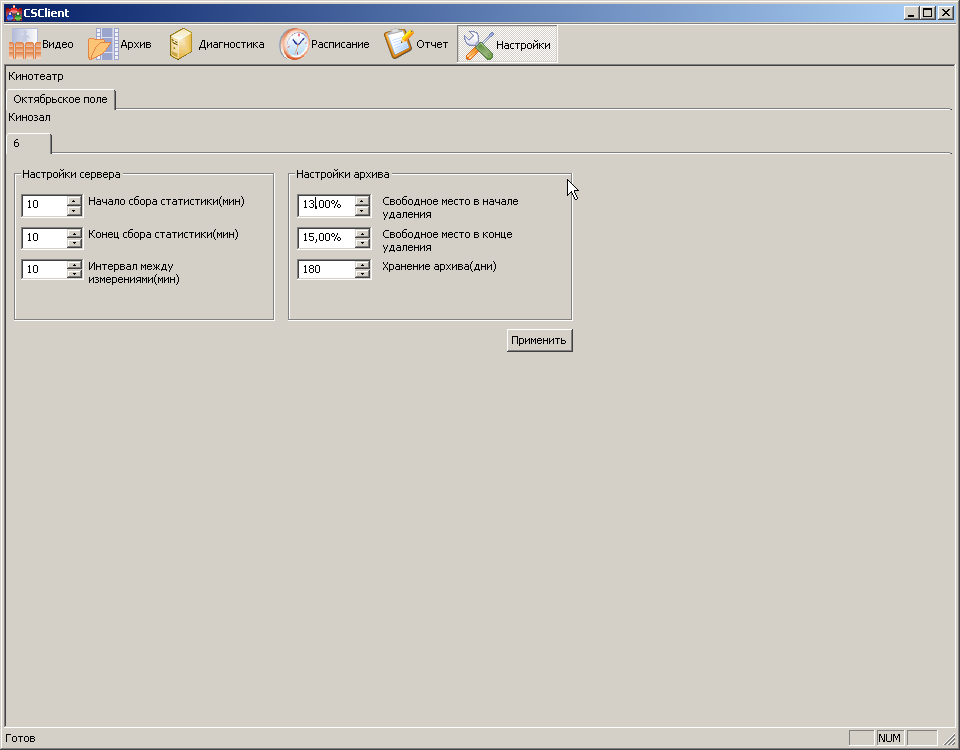 CSClient
Видео Архив Диагностика Расписание Отчет Настройки
Кинотеатр
Октябрьское поле
Кинозал
6
Настройки сервера
10 Начало сбора статистики(мин)
10 Конец сбора статистики(мин)
10 Интервал между
измерениями(мин)
Настройки архива
13,00% Свободное место в начале
удаления
15,00% Свободное место в конце
удаления
180 Хранение архива(дни)
Применить
Готов
NUM